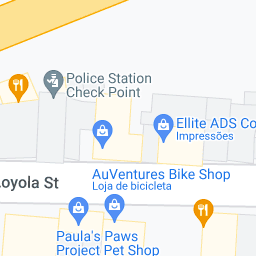 Police Station
Check Point
Ellite ADS Co
Impressões
AuVentures Bike Shop
Loja de bicicleta
oyola St
Paula's Paws
Project Pet Shop